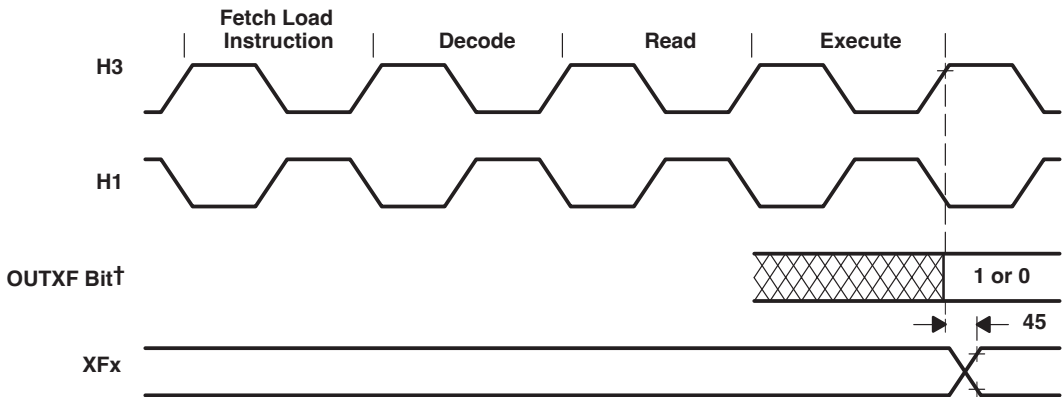 Fetch Load
Instruction
Decode
Read
Execute
H3
H1
OUTXF Bit†
1 or 0
45
XFx